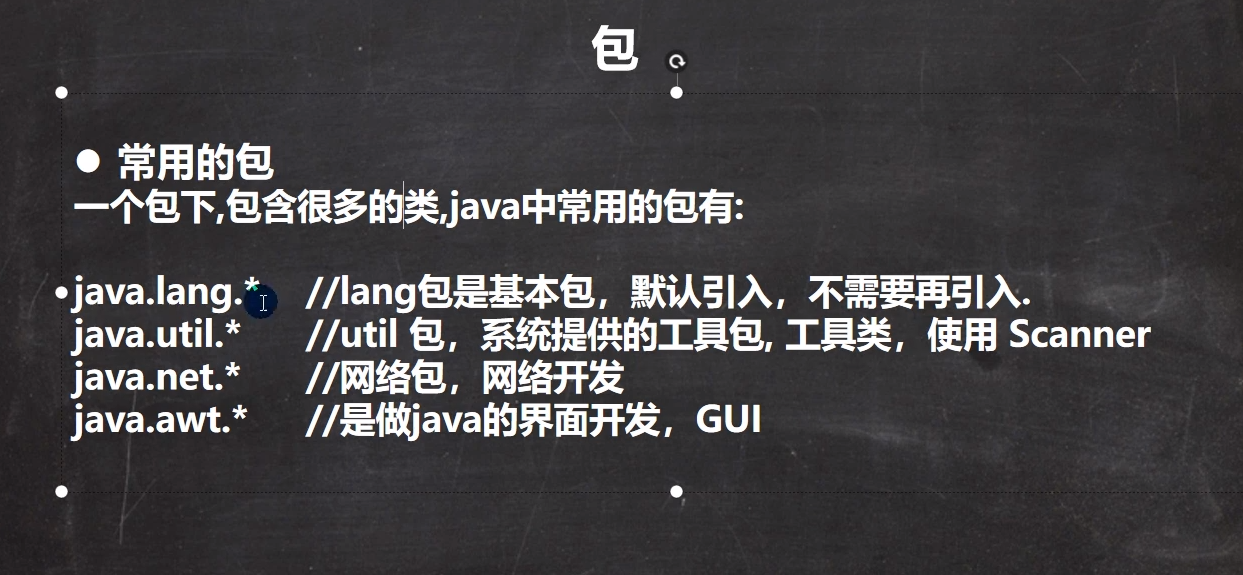 包
● 常用的包
一个包下,包含很多的类,java中常用的包有:
java.lang.* //lang包是基本包，默认引入，不需要再引入.
java.util.* //util 包，系统提供的工具包, 工具类，使用 Scanner
java.net.* //网络包，网络开发
java.awt.* //是做java的界面开发，GUI